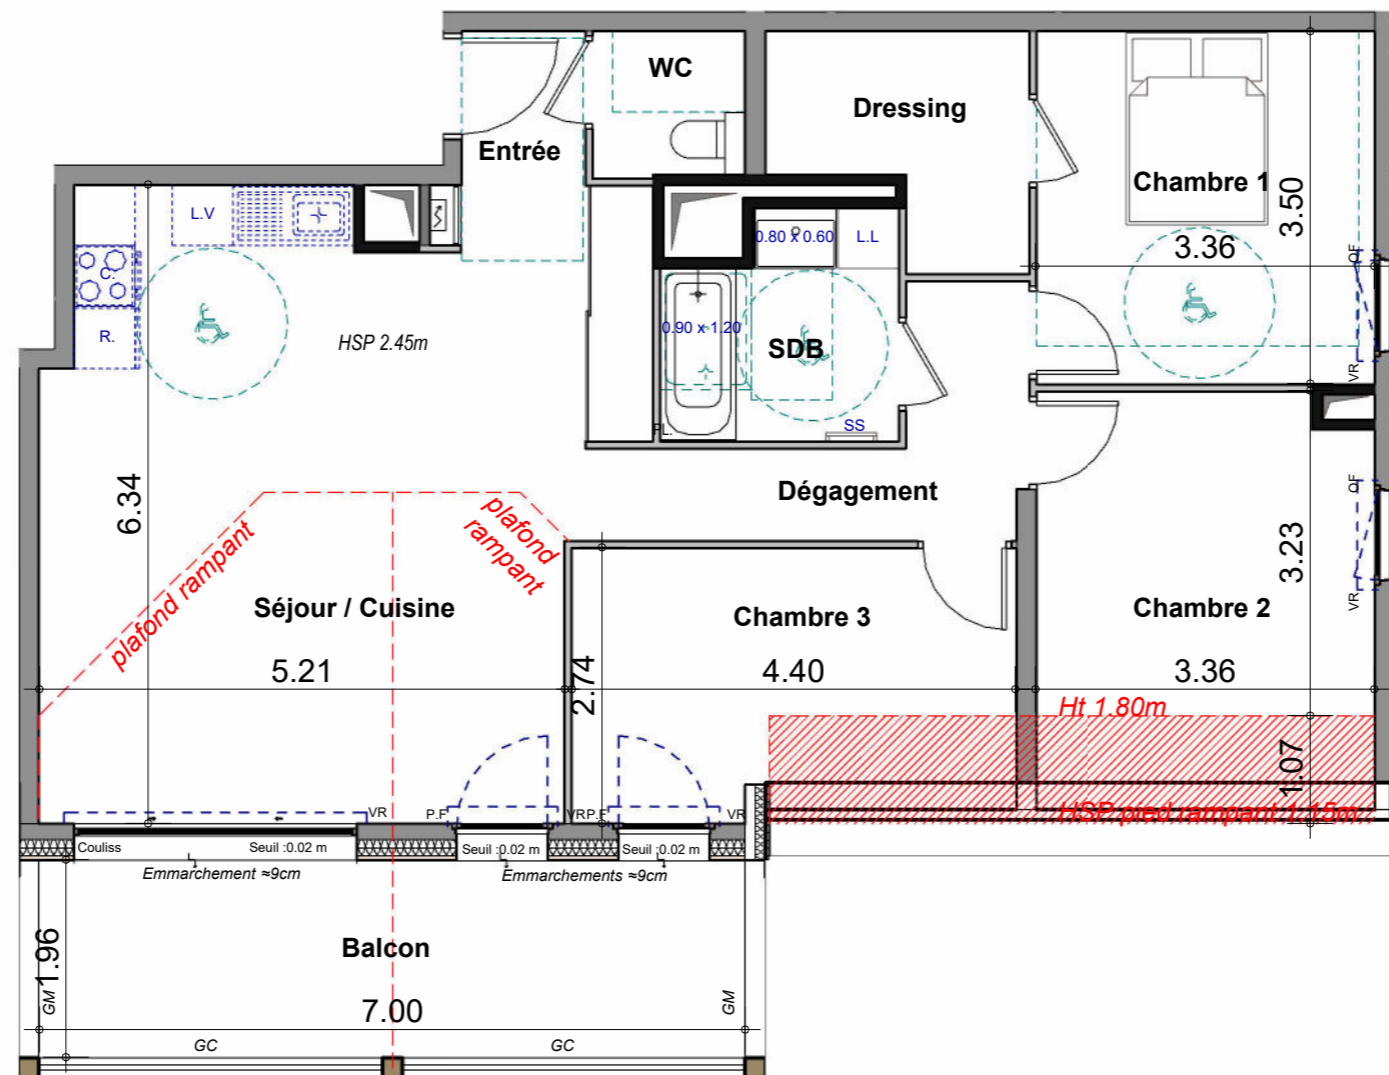 WC
Dressing
Entrée
Chambre 1
3.50
3.36
L.V
0.80 x 0.60
L.L
C.
R.
HSP 2.45m
0.90 x 1.20
SDB
OF
VR
PL.
SS
6.34
Dégagement
plafond rampant
plafond
rampant
OF
3.23
VR
Séjour / Cuisine
Chambre 3
Chambre 2
5.21
2.74
4.40
3.36
Ht 1.80m
1.07
HSP pied rampant 1.15m
VR
P.F
VR
P.F
VR
Couliss
Seuil :0.02 m
Seuil :0.02 m
Seuil :0.02 m
Emmarchement ≈9cm
Emmarchements ≈9cm
Balcon
1.96
GM
GM
7.00
GC
GC